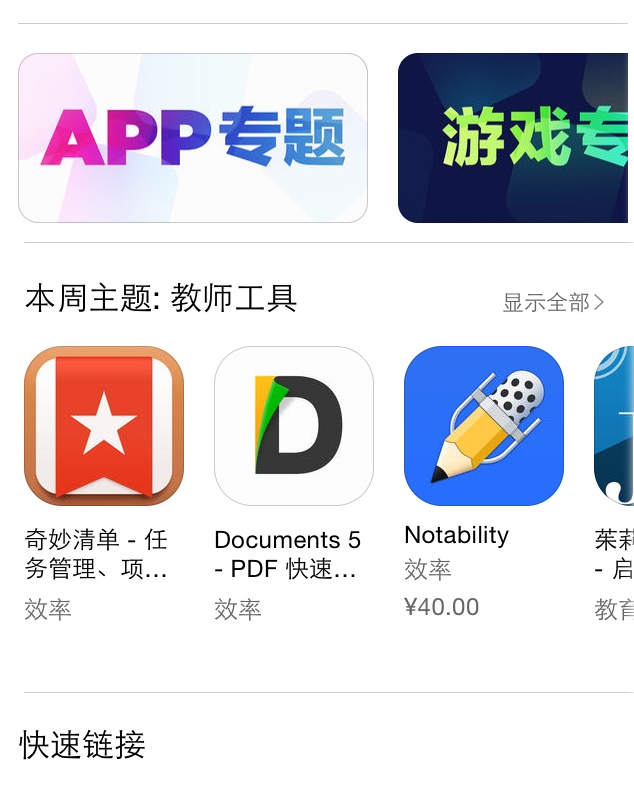 APP专题
游戏专
本周主题: 教师工具
显示全部
奇妙清单 - 任
务管理、项...
效率
Documents 5
- PDF 快速...
效率
Notability
效率
¥40.00
茱莉
- 启
教育
快速链接